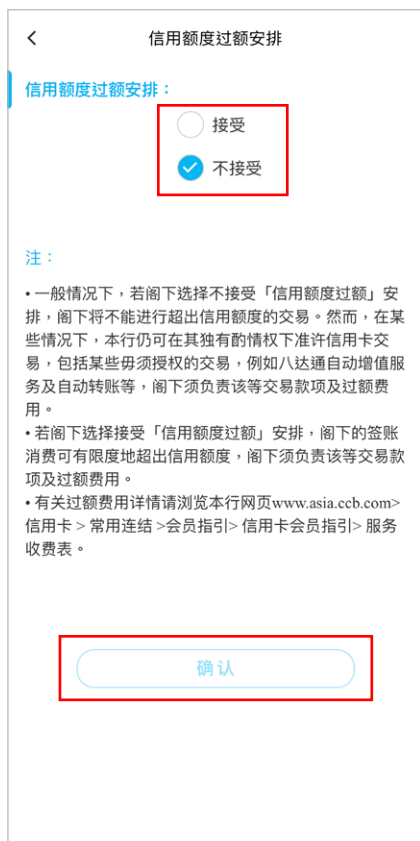 信用额度过额安排
信用额度过额安排：
接受
不接受
注：
• 一般情况下，若阁下选择不接受「信用额度过额」安
排，阁下将不能进行超出信用额度的交易。然而，在某
些情况下，本行仍可在其独有酌情权下准许信用卡交
易，包括某些毋须授权的交易，例如八达通自动增值服
务及自动转账等，阁下须负责该等交易款项及过额费
用。
• 若阁下选择接受「信用额度过额」安排，阁下的签账
消费可有限度地超出信用额度，阁下须负责该等交易款
项及过额费用。
• 有关过额费用详情请浏览本行网页www.asia.ccb.com>
信用卡 > 常用连结 >会员指引> 信用卡会员指引> 服务
收费表。
确认